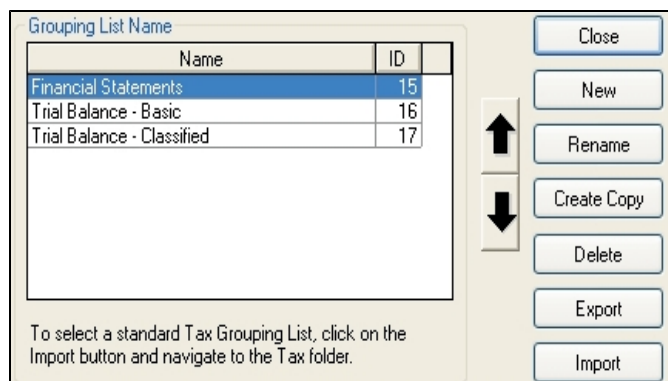 Grouping List Name
Name ID
Financial Statements 15
Trial Balance - Basic 16
Trial Balance - Classified 17
To select a standard Tax Grouping List, click on the
Import button and navigate to the Tax folder.
Close
New
Rename
Create Copy
Delete
Export
Import